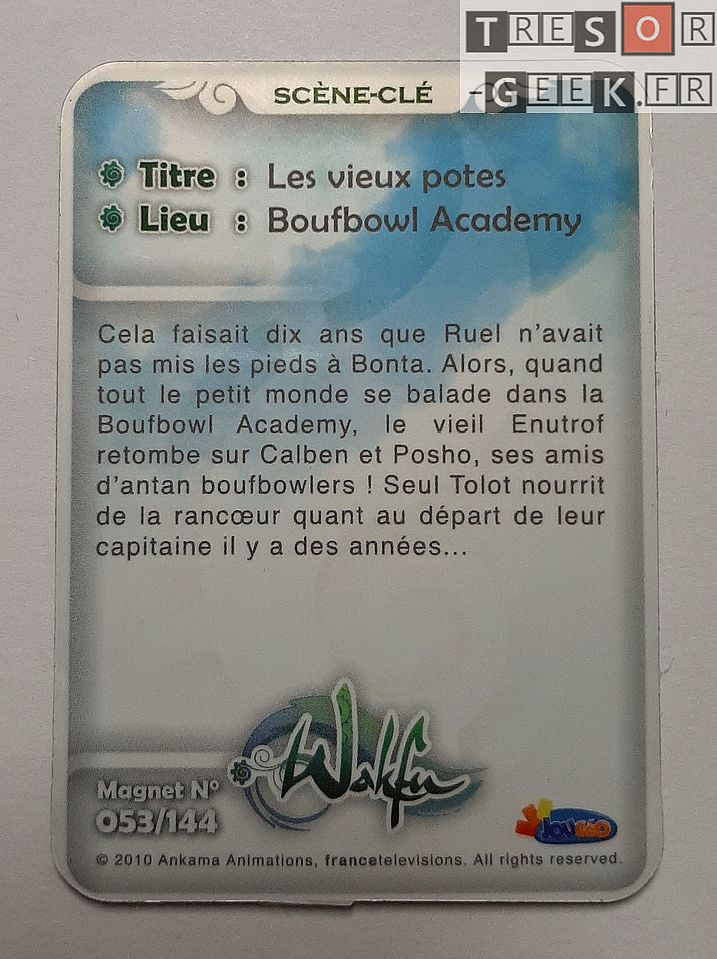 TRESOR
-GEEK.FR
SCÈNE-CLÉ
Titre : Les vieux potes
Lieu : Boufbowl Academy
Cela faisait dix ans que Ruel n'avait
pas mis les pieds à Bonta. Alors, quand
tout le petit monde se balade dans la
Boufbowl Academy, le vieil Enutrof
retombe sur Calben et Posho, ses amis
d'antan boufbowlers ! Seul Tolot nourrit
de la rancœur quant au départ de leur
capitaine il y a des années...
Wakfu
Magnet N°
053/144
© 2010 Ankama Animations, francetelevisions. All rights reserved.